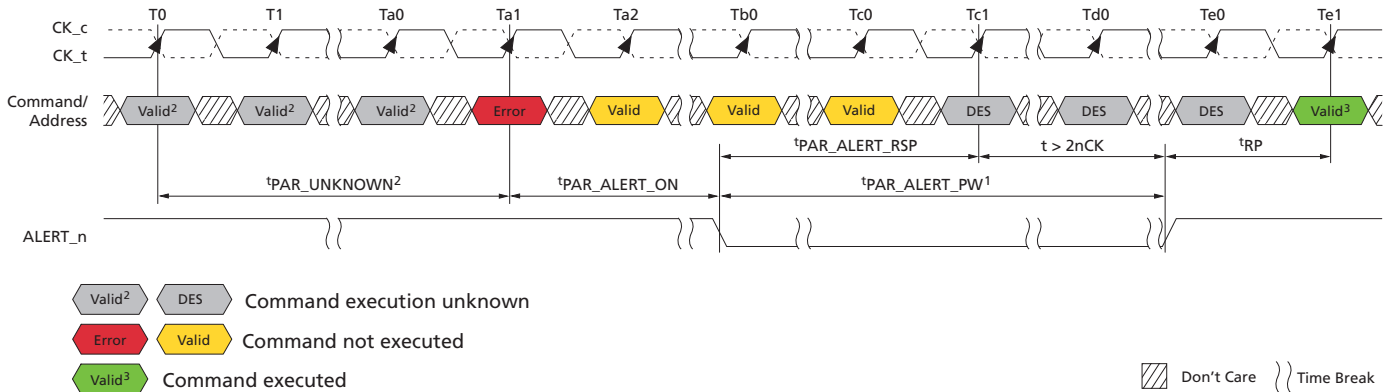 T0 T1 Ta0 Ta1 Ta2 Tb0 Tc0 Tc1 Td0 Te0 Te1
CK_c
CK_t
Command/
Address
Valid² Valid² Valid² Error Valid Valid Valid DES DES DES Valid³
tPAR_ALERT_RSP t > 2nCK tRP
tPAR_UNKNOWN² tPAR_ALERT_ON tPAR_ALERT_PW¹
ALERT_n
Valid² DES Command execution unknown
Error Valid Command not executed
Valid³ Command executed
Don't Care Time Break